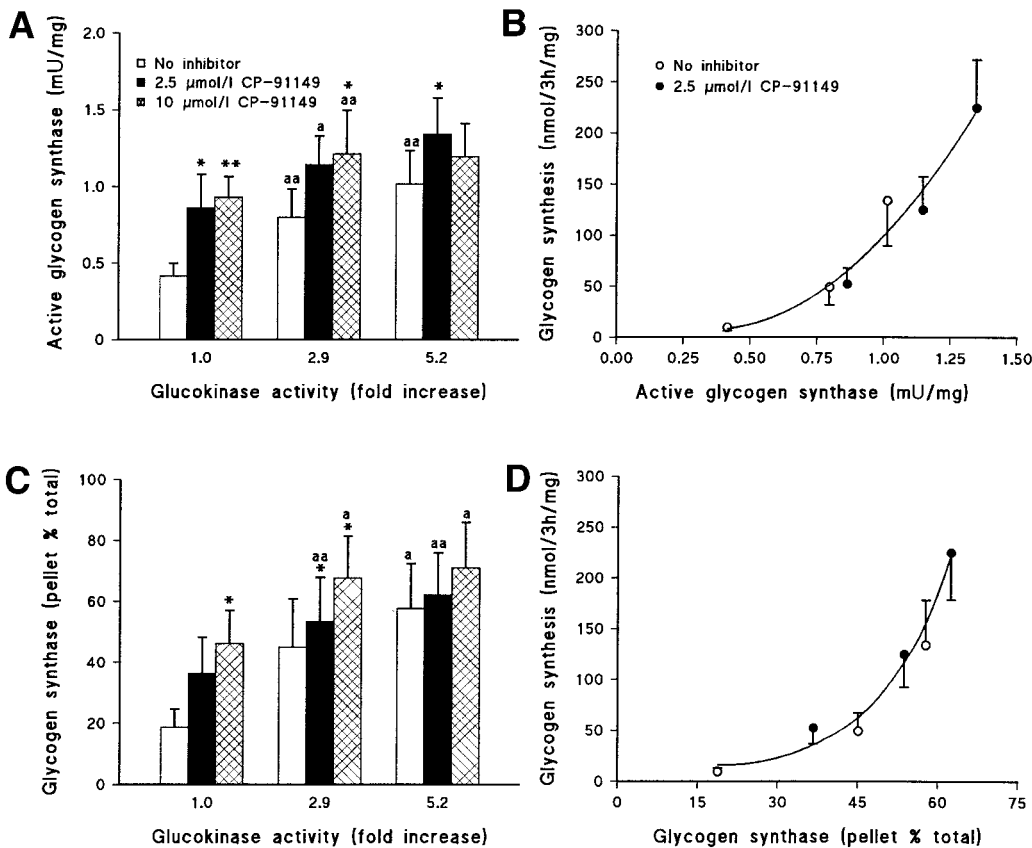 A
Active glycogen synthase (mU/mg)
2.0
1.5
1.0
0.5
0
No inhibitor
2.5 μmol/l CP-91149
10 μmol/l CP-91149
*
**
aa
a
*
aa
aa
*
1.0
2.9
5.2
Glucokinase activity (fold increase)
B
Glycogen synthesis (nmol/3h/mg)
300
250
200
150
100
50
0
No inhibitor
2.5 μmol/l CP-91149
0.00
0.25
0.50
0.75
1.00
1.25
1.50
Active glycogen synthase (mU/mg)
C
Glycogen synthase (pellet % total)
100
80
60
40
20
0
*
aa
*
a
*
a
aa
a
1.0
2.9
5.2
Glucokinase activity (fold increase)
D
Glycogen synthesis (nmol/3h/mg)
300
250
200
150
100
50
0
0
15
30
45
60
75
Glycogen synthase (pellet % total)